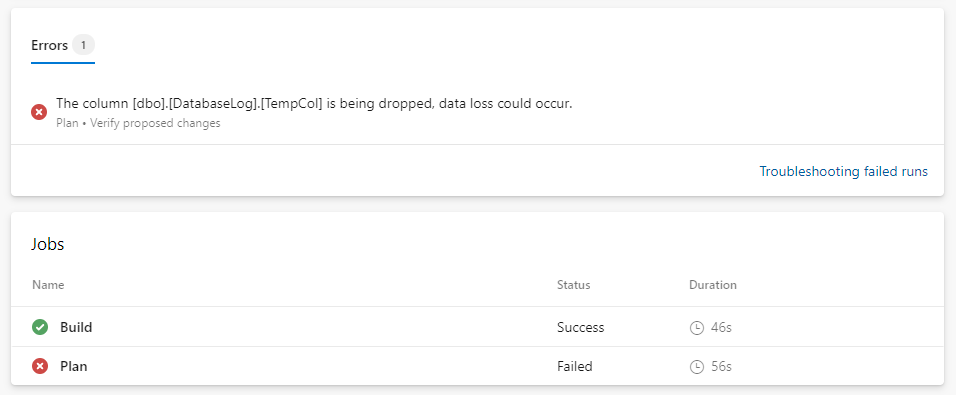 Errors 1
The column [dbo].[DatabaseLog].[TempCol] is being dropped, data loss could occur.
Plan • Verify proposed changes
Troubleshooting failed runs
Jobs
Name Status Duration
Build Success 46s
Plan Failed 56s